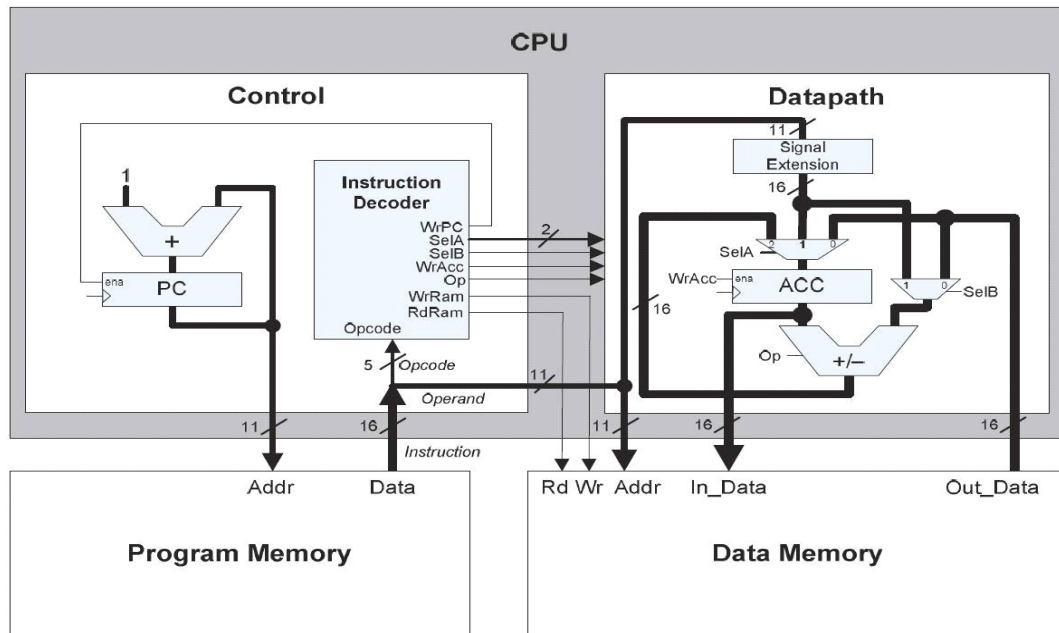 CPU
Control
Datapath
11
Signal
Extension
16
1
Instruction
Decoder
WrPC
SelA
SelB
WrAcc
Op
WrRam
RdRam
Opcode
2
+
ena
PC
2
1
0
SelA
WrAcc
ena
ACC
1
0
SelB
16
Op
+/−
5
Opcode
11
Operand
11
16
Instruction
11
16
16
Addr
Data
Rd
Wr
Addr
In_Data
Out_Data
Program Memory
Data Memory